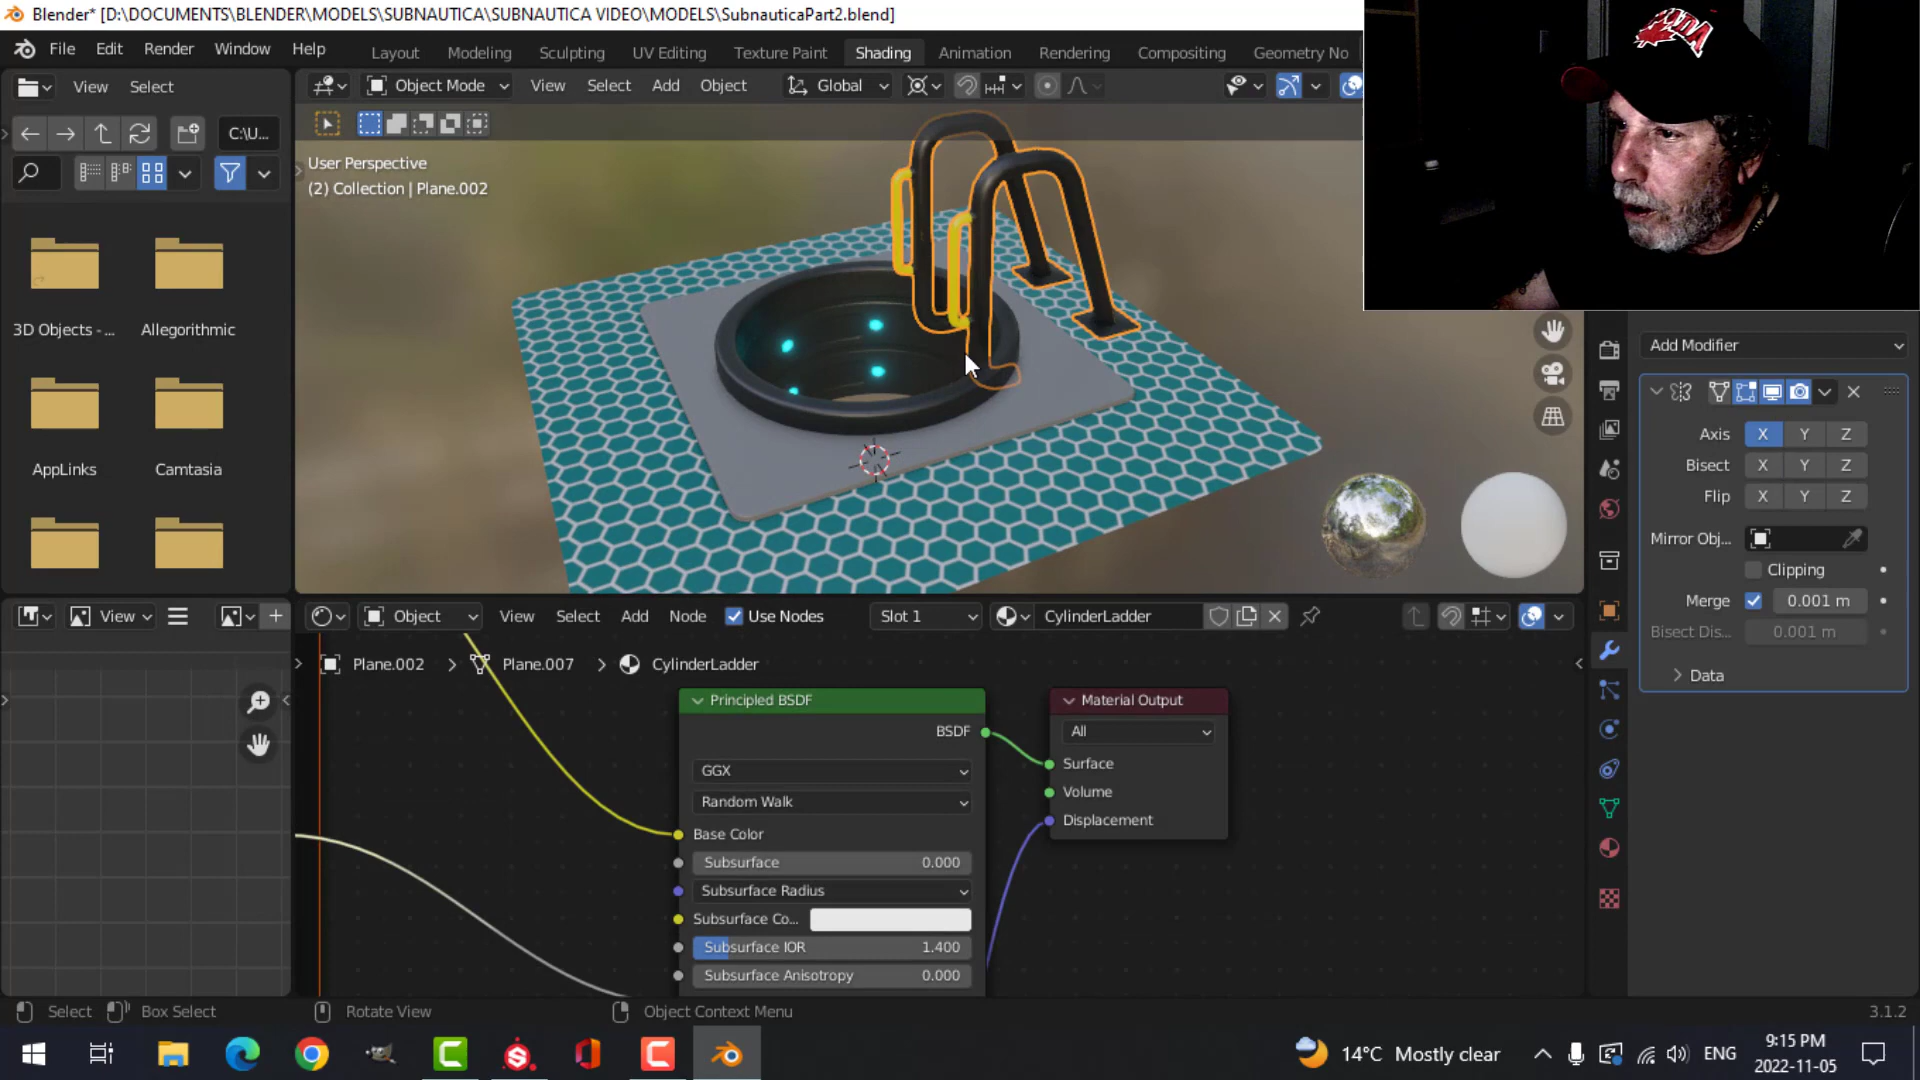 Blender* [D:\DOCUMENTS\BLENDER\MODELS\SUBNAUTICA\SUBNAUTICA VIDEO\MODELS\SubnauticaPart2.blend]
File Edit Render Window Help
Layout Modeling Sculpting UV Editing Texture Paint Shading Animation Rendering Compositing Geometry No
View Select
Object Mode View Select Add Object Global
C:\U...
User Perspective
(2) Collection | Plane.002
3D Objects - ... Allegorithmic
AppLinks Camtasia
Add Modifier
Axis X Y Z
Bisect X Y Z
Flip X Y Z
Mirror Obj...
Clipping
Merge 0.001 m
Bisect Dis... 0.001 m
Data
View
Object View Select Add Node Use Nodes Slot 1 CylinderLadder
Plane.002 > Plane.007 > CylinderLadder
Principled BSDF
BSDF
GGX
Random Walk
Base Color
Subsurface 0.000
Subsurface Radius
Subsurface Co...
Subsurface IOR 1.400
Subsurface Anisotropy 0.000
Material Output
All
Surface
Volume
Displacement
Select Box Select Rotate View Object Context Menu 3.1.2
14°C Mostly clear ENG 9:15 PM
2022-11-05